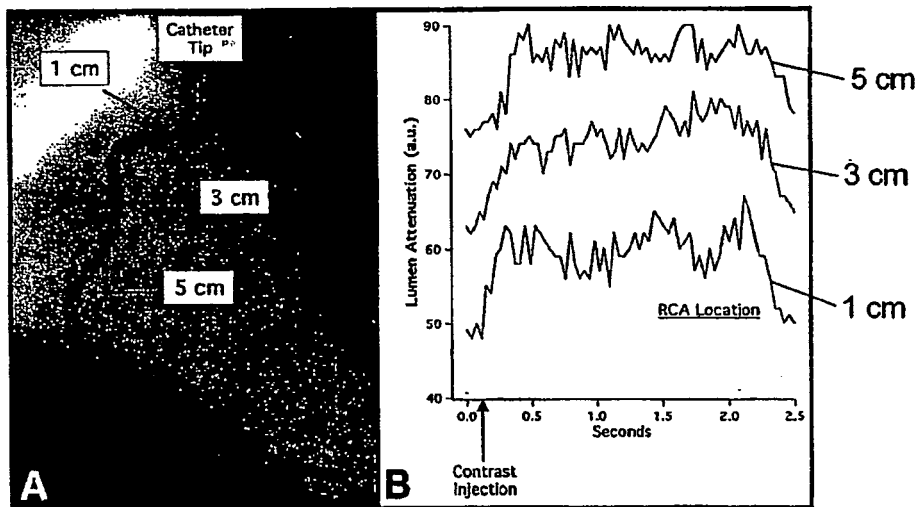 Catheter
Tip
1 cm
3 cm
5 cm
A
Lumen Attenuation (a.u.)
90
80
70
60
50
40
0.0
0.5
1.0
1.5
2.0
2.5
Seconds
RCA Location
5 cm
3 cm
1 cm
Contrast
Injection
B